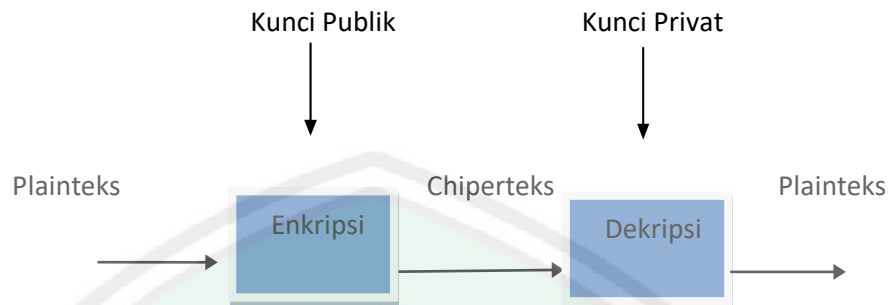 Kunci Publik
Kunci Privat
Plainteks
Chiperteks
Plainteks
Enkripsi
Dekripsi